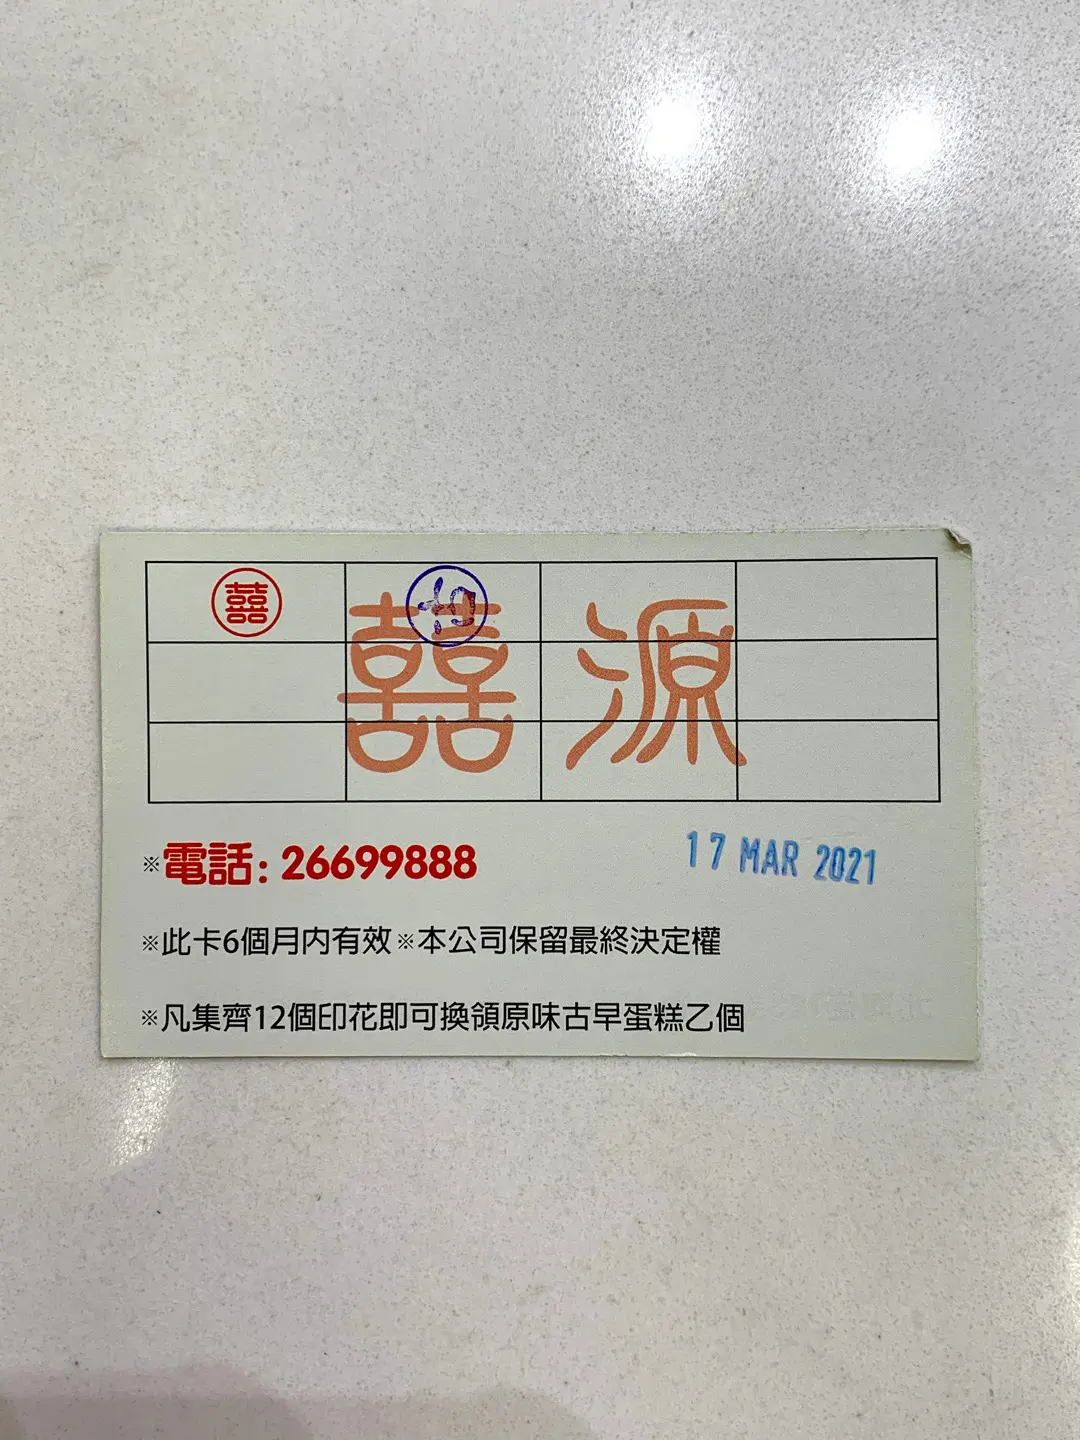 囍
囍源
※電話: 26699888
17 MAR 2021
※此卡6個月内有效 ※本公司保留最終決定權
※凡集齊12個印花即可換領原味古早蛋糕乙個